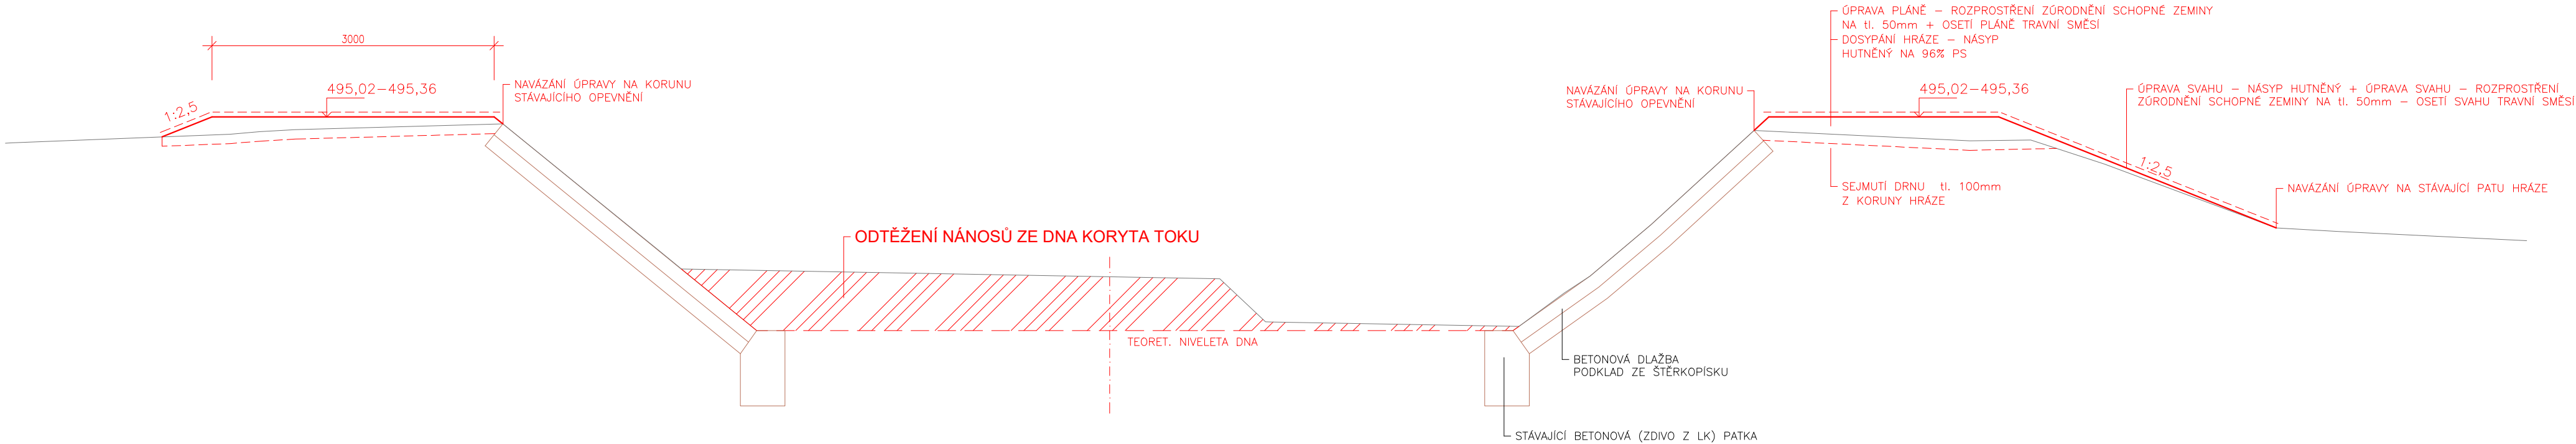 3000
1:2,5
495,02–495,36
NAVÁZÁNÍ ÚPRAVY NA KORUNU
STÁVAJÍCÍHO OPEVNĚNÍ
ODTĚŽENÍ NÁNOSŮ ZE DNA KORYTA TOKU
TEORET. NIVELETA DNA
NAVÁZÁNÍ ÚPRAVY NA KORUNU
STÁVAJÍCÍHO OPEVNĚNÍ
ÚPRAVA PLÁNĚ – ROZPROSTŘENÍ ZÚRODNĚNÍ SCHOPNÉ ZEMINY
NA tl. 50mm + OSETÍ PLÁNĚ TRAVNÍ SMĚSÍ
DOSYPÁNÍ HRÁZE – NÁSYP
HUTNĚNÝ NA 96% PS
495,02–495,36
ÚPRAVA SVAHU – NÁSYP HUTNĚNÝ + ÚPRAVA SVAHU – ROZPROSTŘENÍ
ZÚRODNĚNÍ SCHOPNÉ ZEMINY NA tl. 50mm – OSETÍ SVAHU TRAVNÍ SMĚSÍ
1:2,5
SEJMUTÍ DRNU tl. 100mm
Z KORUNY HRÁZE
NAVÁZÁNÍ ÚPRAVY NA STÁVAJÍCÍ PATU HRÁZE
BETONOVÁ DLAŽBA
PODKLAD ZE ŠTĚRKOPÍSKU
STÁVAJÍCÍ BETONOVÁ (ZDIVO Z LK) PATKA